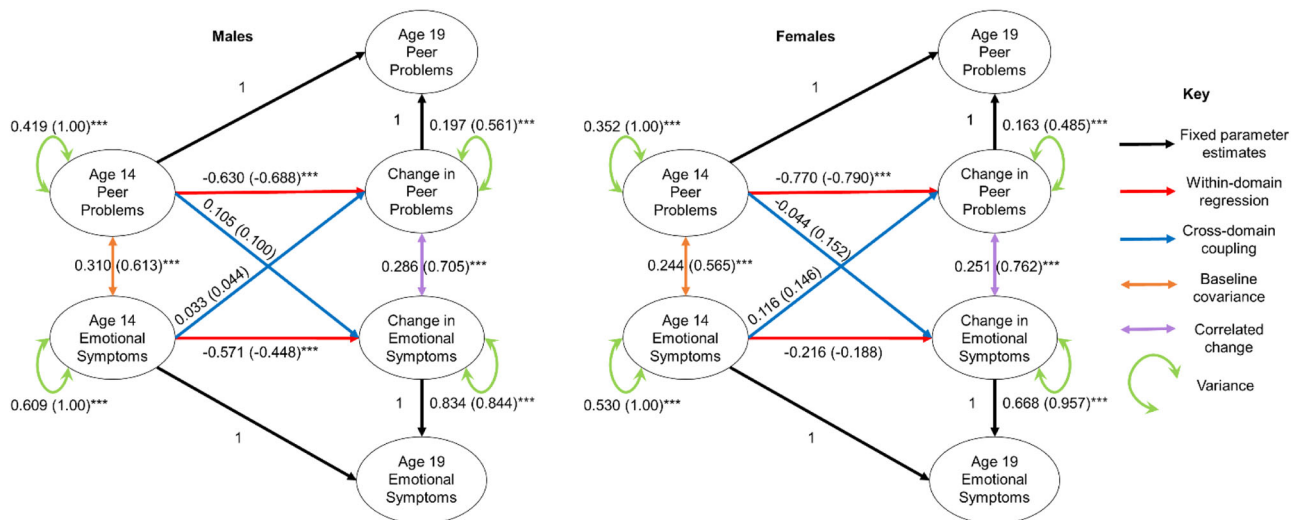 Males
Age 19
Peer
Problems
1
0.419 (1.00)***
1
0.197 (0.561)***
Age 14
Peer
Problems
-0.630 (-0.688)***
Change in
Peer
Problems
0.105 (0.100)
0.310 (0.613)***
0.286 (0.705)***
0.033 (0.044)
Age 14
Emotional
Symptoms
-0.571 (-0.448)***
Change in
Emotional
Symptoms
0.609 (1.00)***
1
0.834 (0.844)***
1
Age 19
Emotional
Symptoms
Females
Age 19
Peer
Problems
1
0.352 (1.00)***
1
0.163 (0.485)***
Age 14
Peer
Problems
-0.770 (-0.790)***
Change in
Peer
Problems
-0.044 (0.152)
0.244 (0.565)***
0.251 (0.762)***
0.116 (0.146)
Age 14
Emotional
Symptoms
-0.216 (-0.188)
Change in
Emotional
Symptoms
0.530 (1.00)***
1
0.668 (0.957)***
1
Age 19
Emotional
Symptoms
Key
Fixed parameter
estimates
Within-domain
regression
Cross-domain
coupling
Baseline
covariance
Correlated
change
Variance